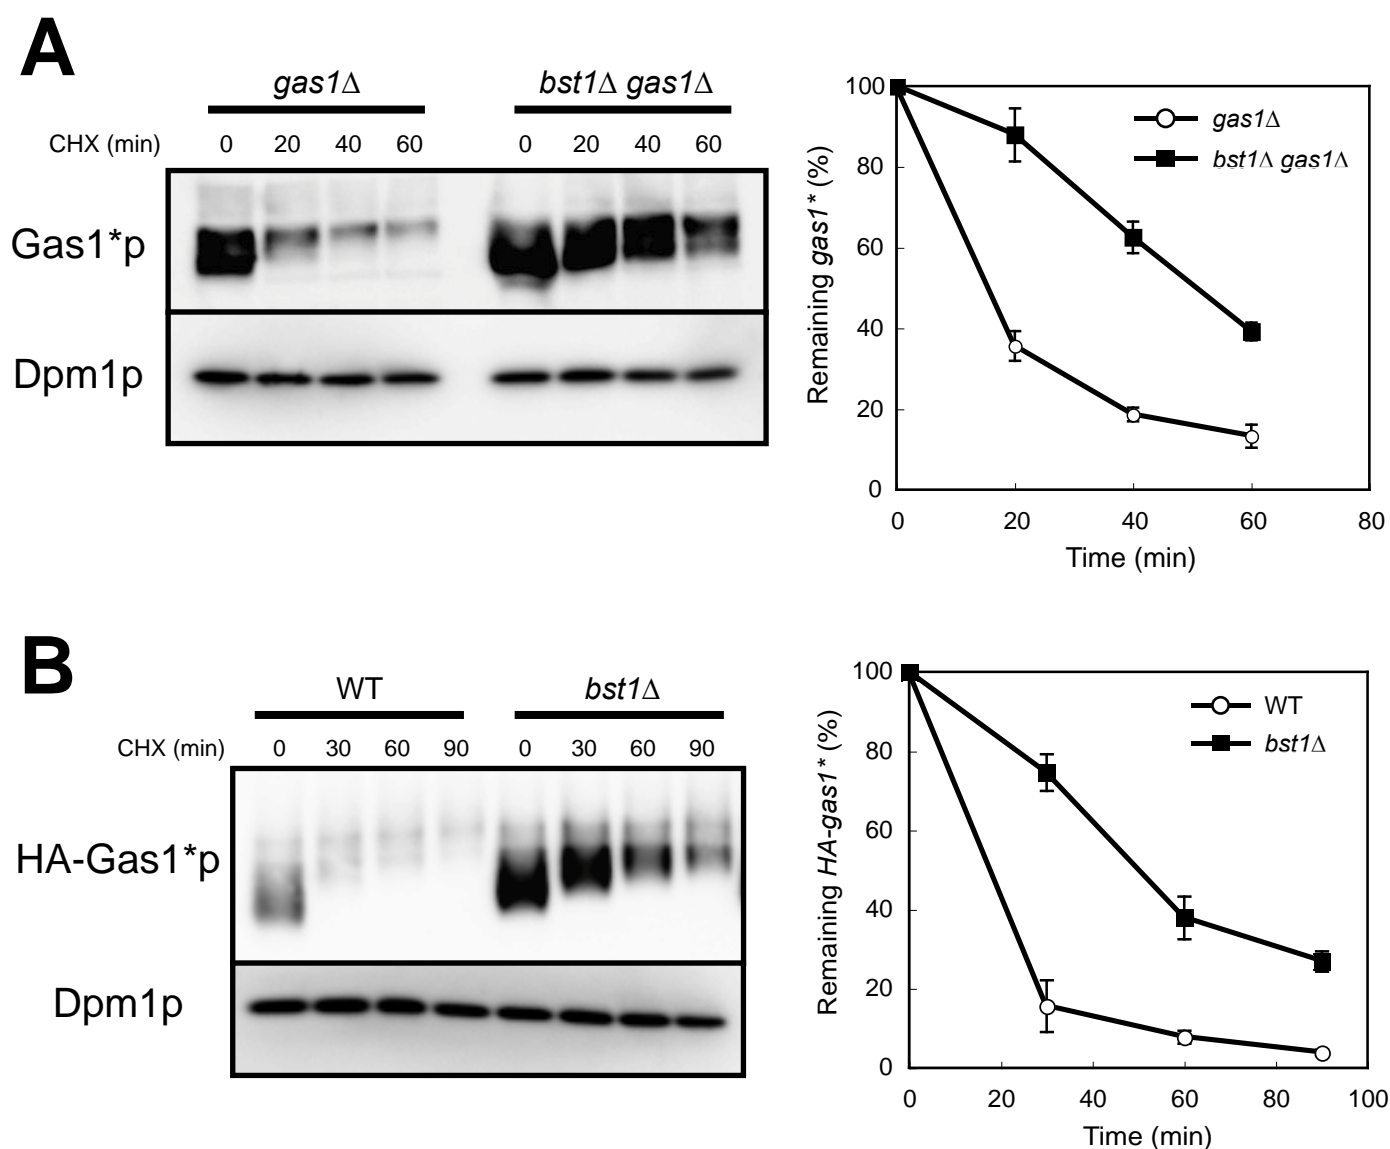 A
gas1Δ
bst1Δ gas1Δ
CHX (min) 0 20 40 60 0 20 40 60
Gas1*p
Dpm1p
100
80
60
40
20
0
Remaining gas1* (%)
gas1Δ
bst1Δ gas1Δ
0 20 40 60 80
Time (min)
B
WT
bst1Δ
CHX (min) 0 30 60 90 0 30 60 90
HA-Gas1*p
Dpm1p
100
80
60
40
20
0
Remaining HA-gas1* (%)
WT
bst1Δ
0 20 40 60 80 100
Time (min)